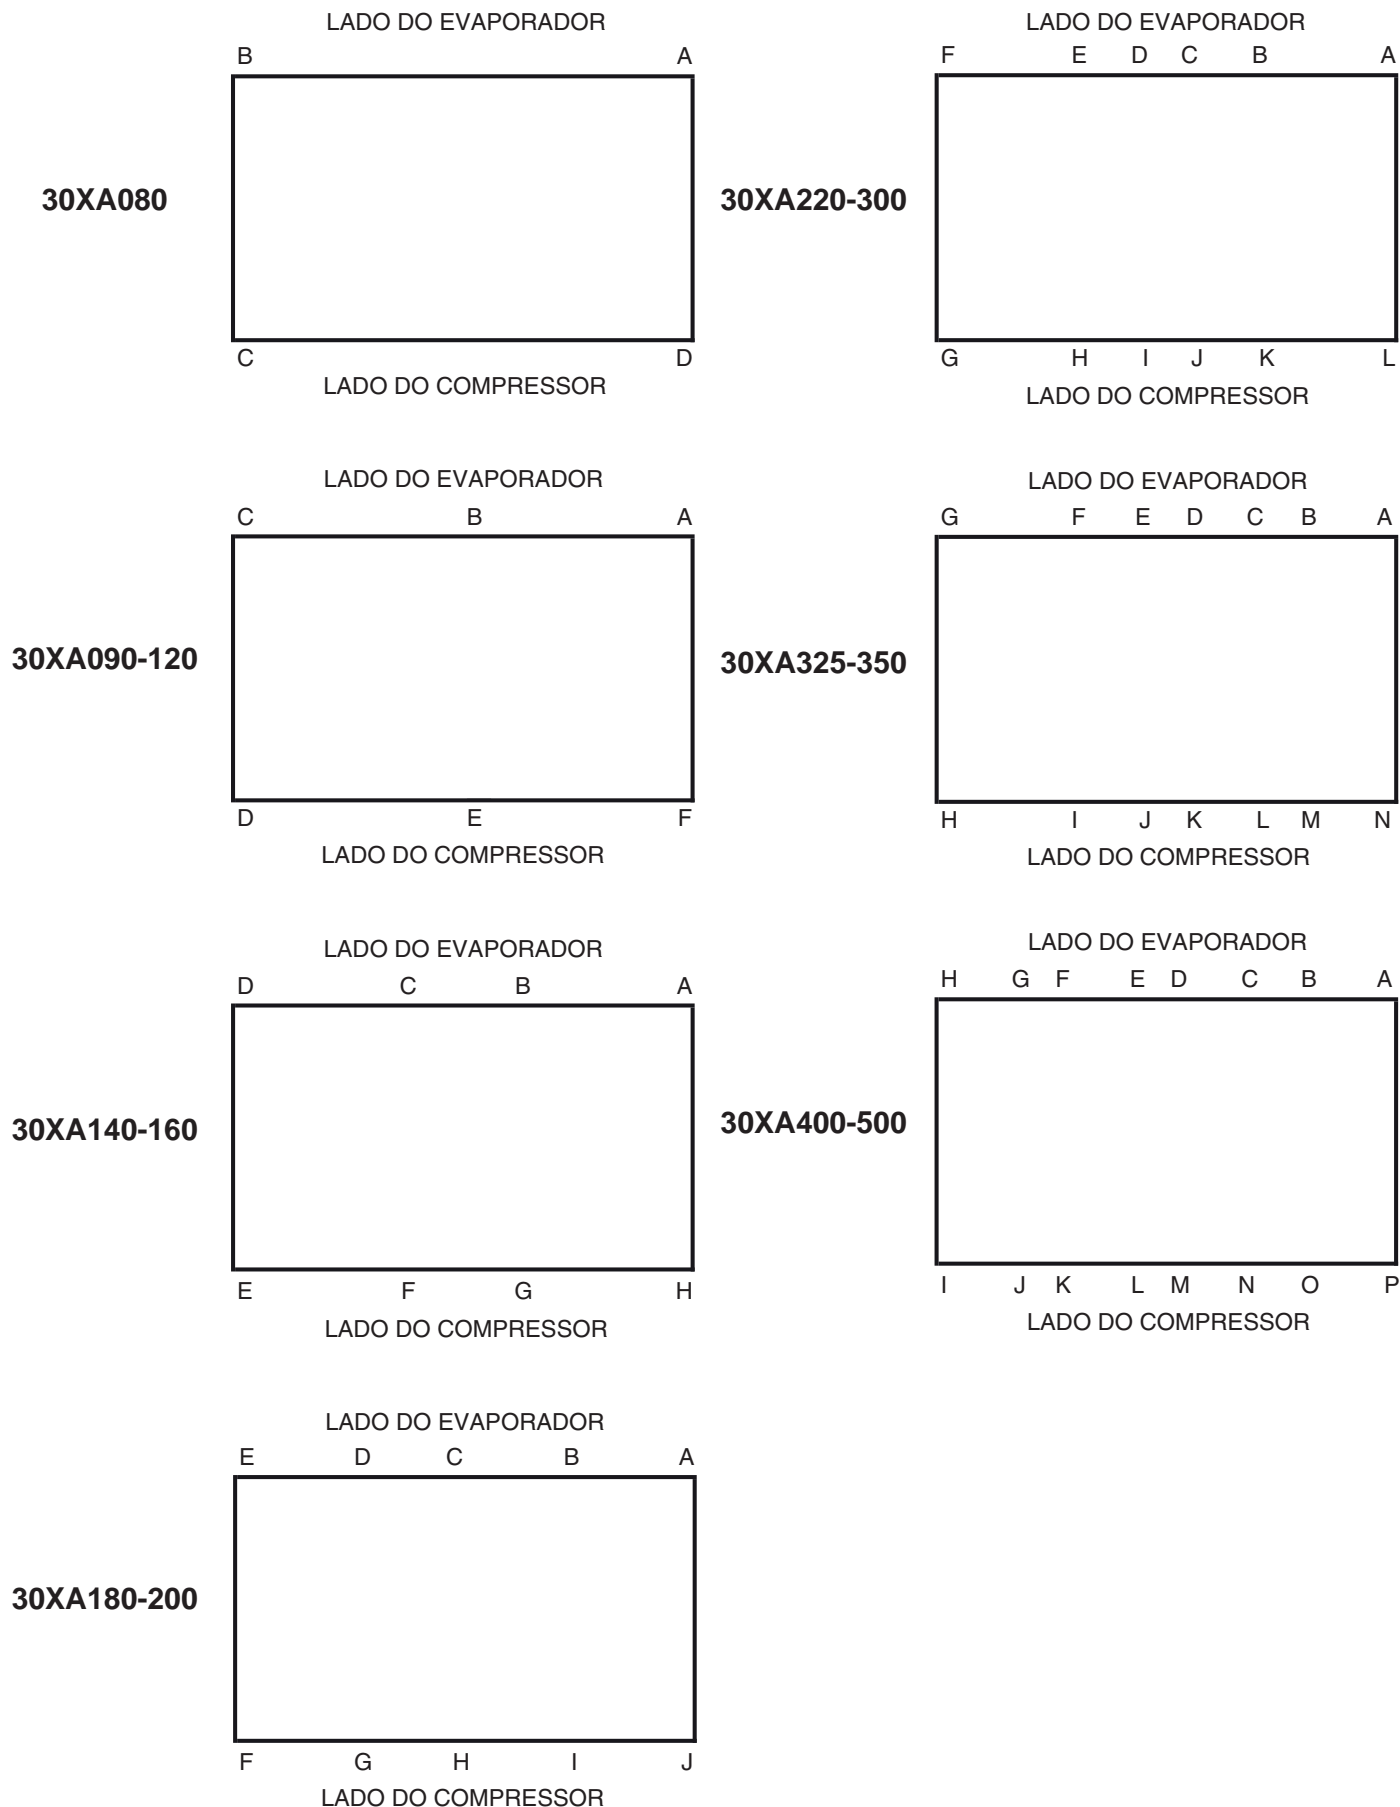 LADO DO EVAPORADOR
B A
30XA080
C D
LADO DO COMPRESSOR
LADO DO EVAPORADOR
C B A
30XA090-120
D E F
LADO DO COMPRESSOR
LADO DO EVAPORADOR
D C B A
30XA140-160
E F G H
LADO DO COMPRESSOR
LADO DO EVAPORADOR
E D C B A
30XA180-200
F G H I J
LADO DO COMPRESSOR
LADO DO EVAPORADOR
F E D C B A
30XA220-300
G H I J K L
LADO DO COMPRESSOR
LADO DO EVAPORADOR
G F E D C B A
30XA325-350
H I J K L M N
LADO DO COMPRESSOR
LADO DO EVAPORADOR
H G F E D C B A
30XA400-500
I J K L M N O P
LADO DO COMPRESSOR